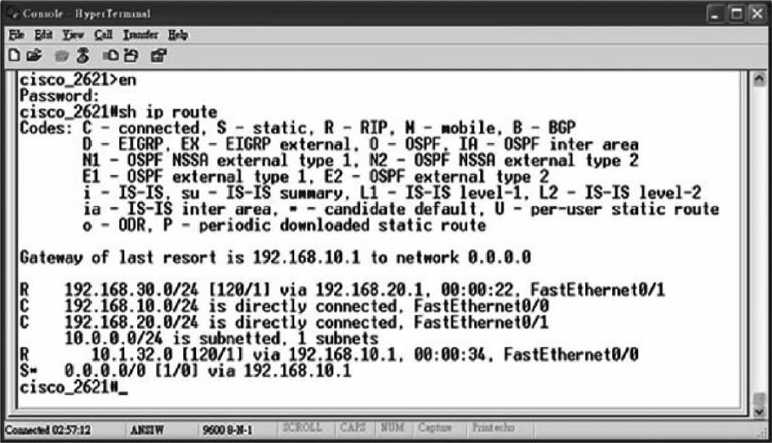 Console - HyperTerminal
File Edit View Call Transfer Help
cisco_2621>en
Password:
cisco_2621#sh ip route
Codes: C - connected, S - static, R - RIP, M - mobile, B - BGP
D - EIGRP, EX - EIGRP external, O - OSPF, IA - OSPF inter area
N1 - OSPF NSSA external type 1, N2 - OSPF NSSA external type 2
E1 - OSPF external type 1, E2 - OSPF external type 2
i - IS-IS, su - IS-IS summary, L1 - IS-IS level-1, L2 - IS-IS level-2
ia - IS-IS inter area, * - candidate default, U - per-user static route
o - ODR, P - periodic downloaded static route
Gateway of last resort is 192.168.10.1 to network 0.0.0.0
R 192.168.30.0/24 [120/1] via 192.168.20.1, 00:00:22, FastEthernet0/1
C 192.168.10.0/24 is directly connected, FastEthernet0/0
C 192.168.20.0/24 is directly connected, FastEthernet0/1
10.0.0.0/24 is subnetted, 1 subnets
R 10.1.32.0 [120/1] via 192.168.10.1, 00:00:34, FastEthernet0/0
S* 0.0.0.0/0 [1/0] via 192.168.10.1
cisco_2621#_
Connected 02:57:12 ANSIW 9600 8-N-1 SCROLL CAPS NUM Capture Print echo